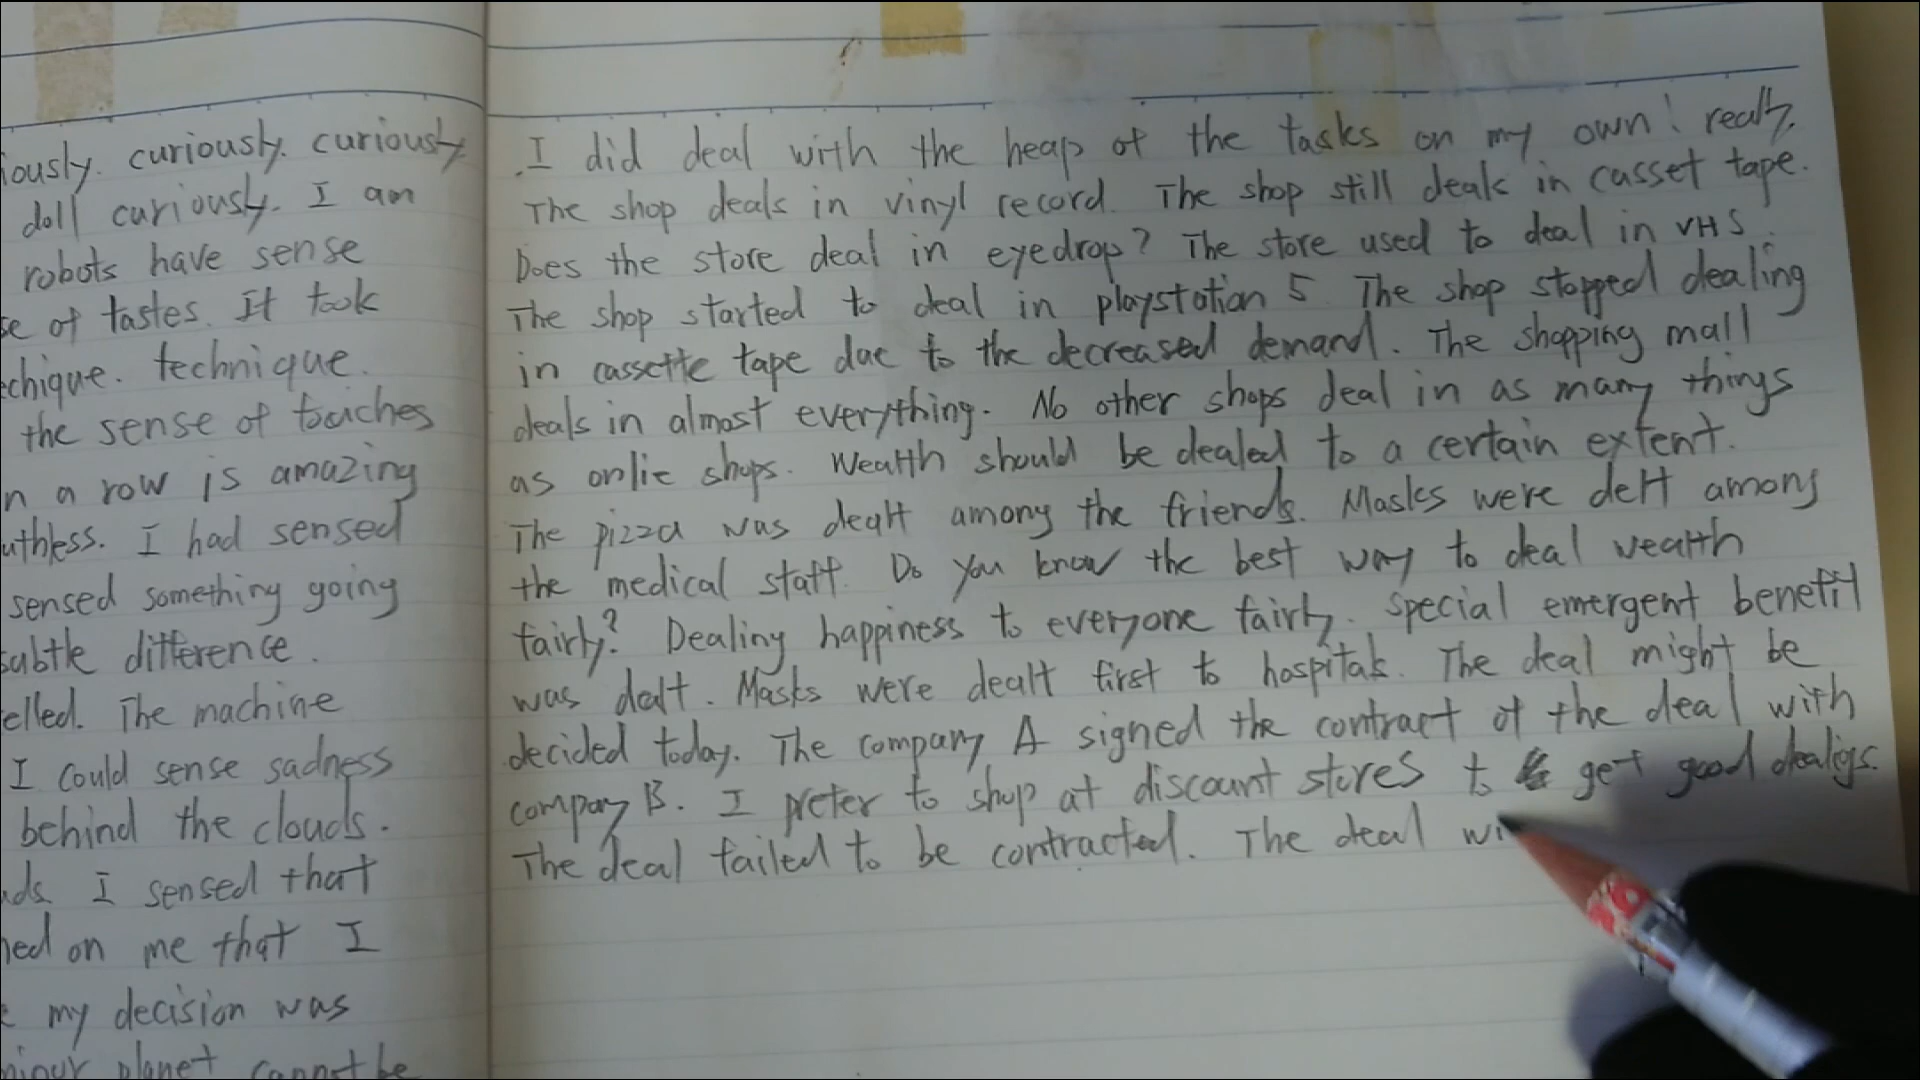 iously. curiously. curiously
doll curiously. I am
robots have sense
se of tastes. It took
chique. technique.
the sense of touches
n a row is amazing
uthless. I had sensed
sensed something going
subtle difference.
elled. The machine
I could sense sadness
behind the clouds.
ds. I sensed that
ned on me that I
my decision was
minor planet cannot be
I did deal with the heap of the tasks on my own! really.
The shop deals in vinyl record. The shop still deals in casset tape.
Does the store deal in eyedrop? The store used to deal in VHS.
The shop started to deal in playstation 5. The shop stopped dealing
in cassette tape due to the decreased demand. The shopping mall
deals in almost everything. No other shops deal in as many things
as onlie shops. Wealth should be dealed to a certain extent.
The pizza was dealt among the friends. Masks were delt among
the medical staff. Do you know the best way to deal wealth
fairly? Dealing happiness to everyone fairly. Special emergent benefit
was dealt. Masks were dealt first to hospitals. The deal might be
decided today. The company A signed the contract of the deal with
company B. I prefer to shop at discount stores to get good dealigs.
The deal failed to be contracted. The deal wi